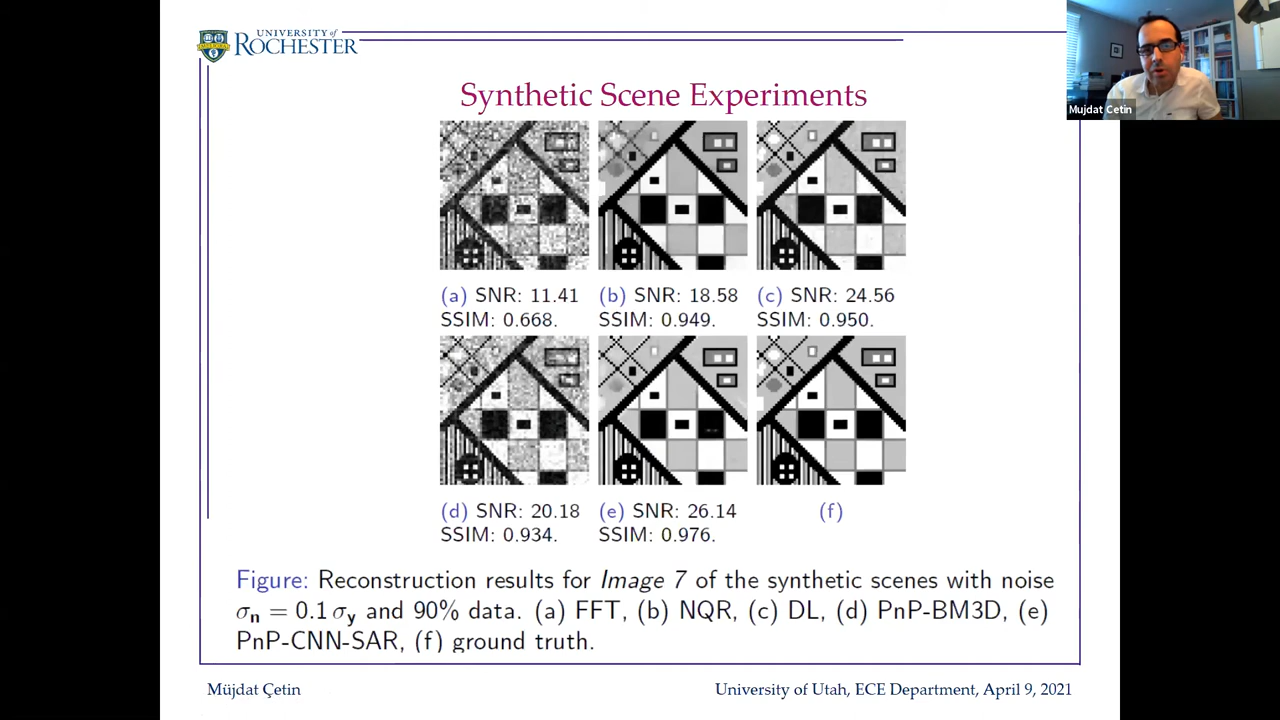 UNIVERSITY of
ROCHESTER
Mujdat Cetin
Synthetic Scene Experiments
(a) SNR: 11.41 (b) SNR: 18.58 (c) SNR: 24.56
SSIM: 0.668. SSIM: 0.949. SSIM: 0.950.
(d) SNR: 20.18 (e) SNR: 26.14 (f)
SSIM: 0.934. SSIM: 0.976.
Figure: Reconstruction results for Image 7 of the synthetic scenes with noise
σn = 0.1 σy and 90% data. (a) FFT, (b) NQR, (c) DL, (d) PnP-BM3D, (e)
PnP-CNN-SAR, (f) ground truth.
Müjdat Çetin University of Utah, ECE Department, April 9, 2021